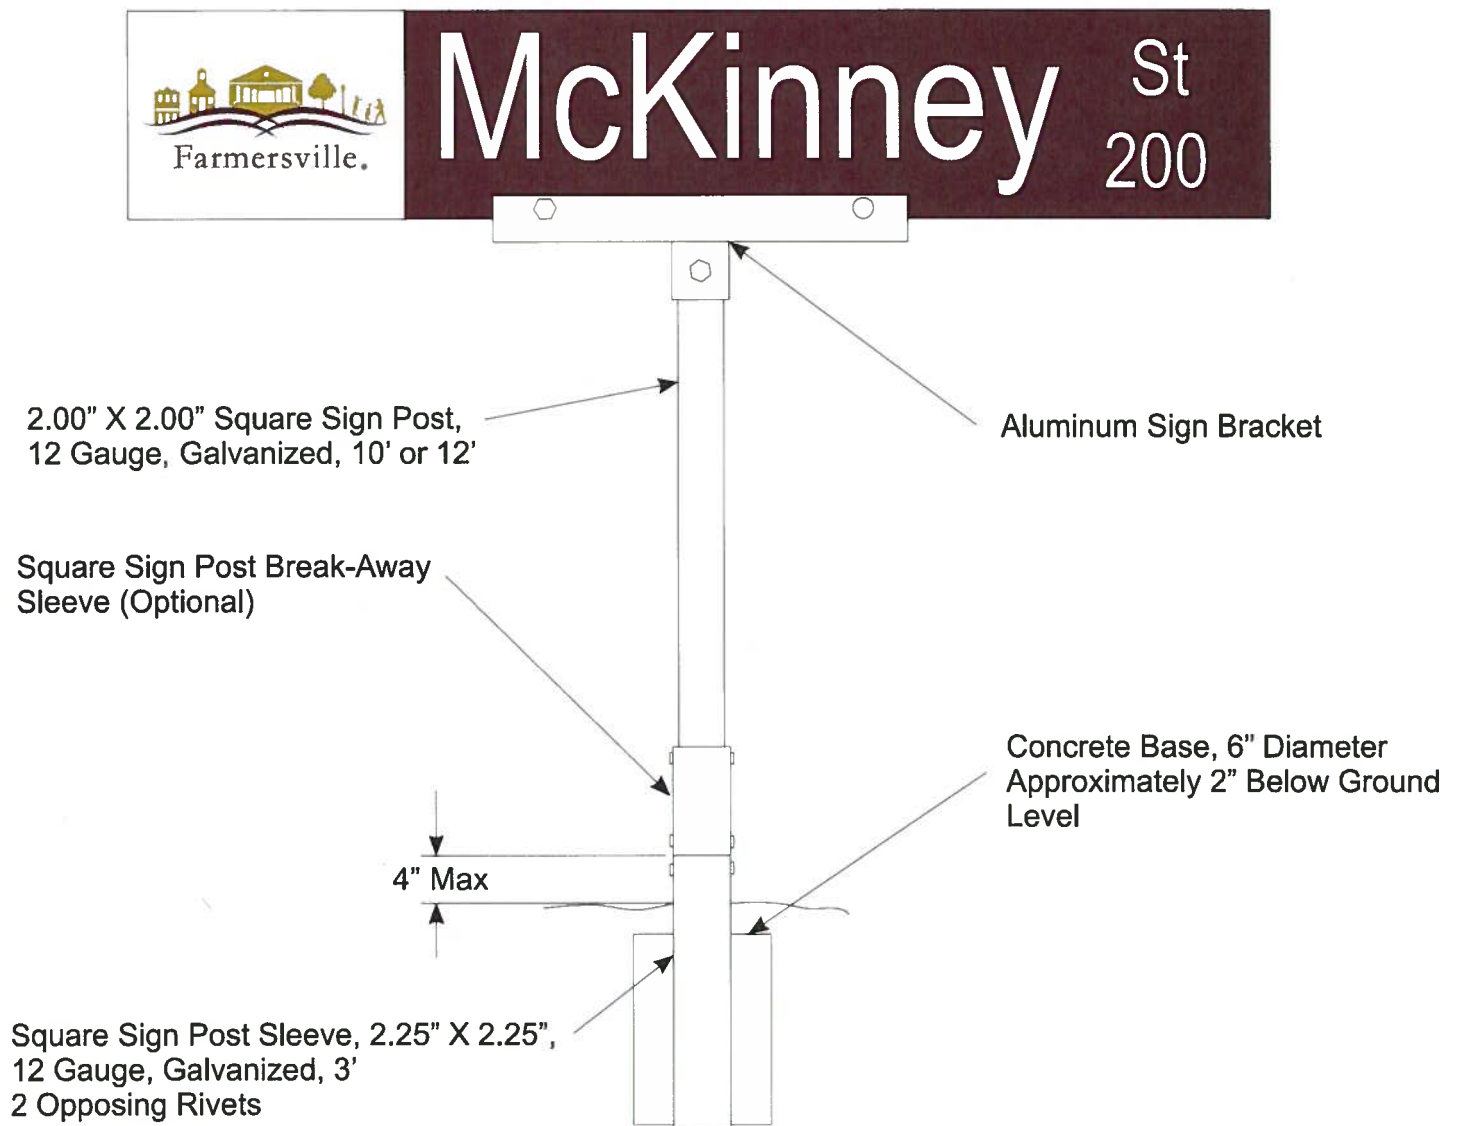 McKinney St
200
Farmersville.
2.00” X 2.00” Square Sign Post,
12 Gauge, Galvanized, 10’ or 12’
Aluminum Sign Bracket
Square Sign Post Break-Away
Sleeve (Optional)
Concrete Base, 6” Diameter
Approximately 2” Below Ground
Level
4” Max
Square Sign Post Sleeve, 2.25” X 2.25”,
12 Gauge, Galvanized, 3’
2 Opposing Rivets